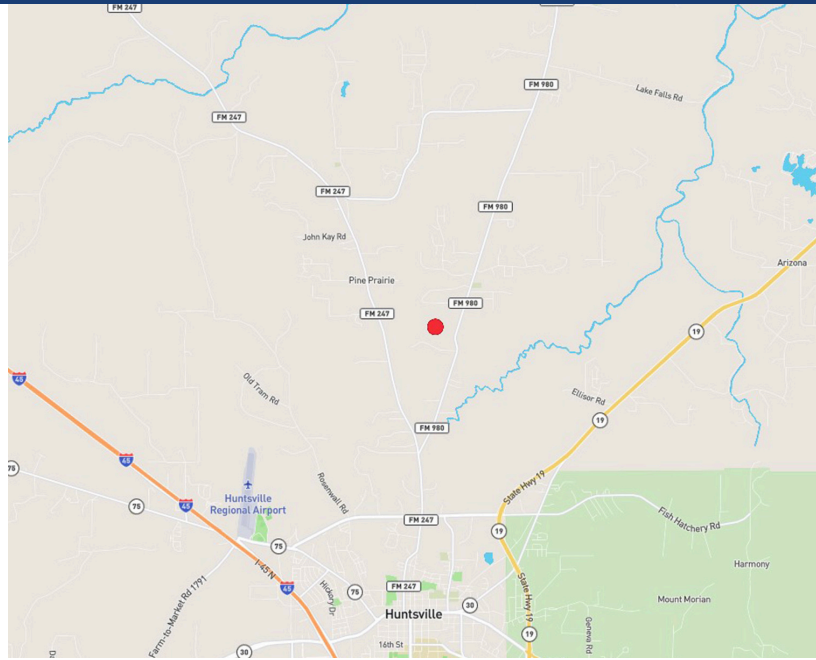 FM 247
FM 247
FM 980
Lake Falls Rd
FM 247
FM 980
John Kay Rd
Arizona
Pine Prairie
FM 980
FM 247
19
45
Old Tram Rd
Ellisor Rd
19
FM 980
45
75
Rosenwall Rd
State Hwy 19
Huntsville
Regional Airport
75
45
FM 247
Fish Hatchery Rd
19
75
I-45 N
Harmony
Farm-to-Market Rd 1791
Hickory Dr
45
75
FM 247
State Hwy 19
Mount Morian
30
Huntsville
Geneva Rd
16th St
19
30